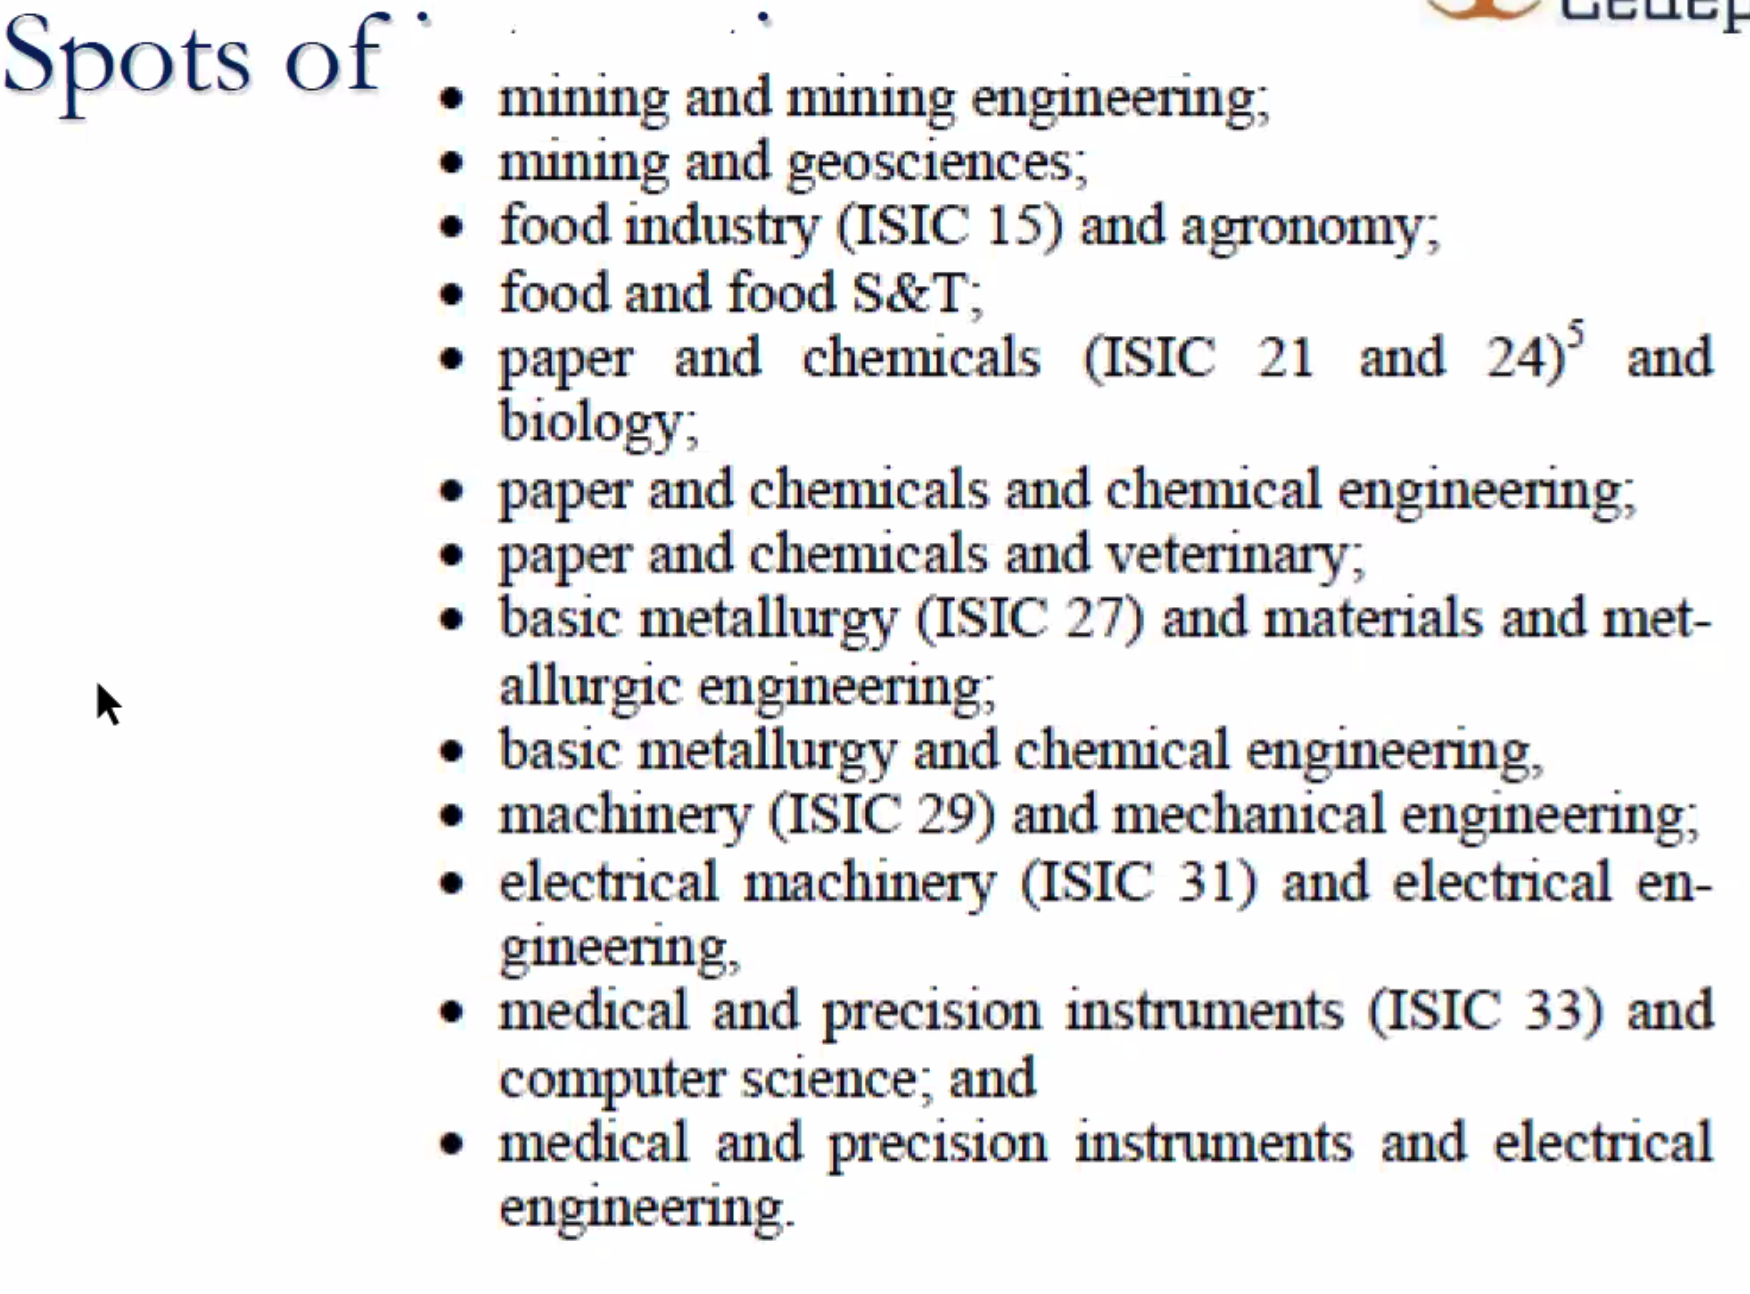 Spots of
• mining and mining engineering;
• mining and geosciences;
• food industry (ISIC 15) and agronomy;
• food and food S&T;
• paper and chemicals (ISIC 21 and 24)5 and
biology;
• paper and chemicals and chemical engineering;
• paper and chemicals and veterinary;
• basic metallurgy (ISIC 27) and materials and met-
allurgic engineering;
• basic metallurgy and chemical engineering,
• machinery (ISIC 29) and mechanical engineering;
• electrical machinery (ISIC 31) and electrical en-
gineering,
• medical and precision instruments (ISIC 33) and
computer science; and
• medical and precision instruments and electrical
engineering.